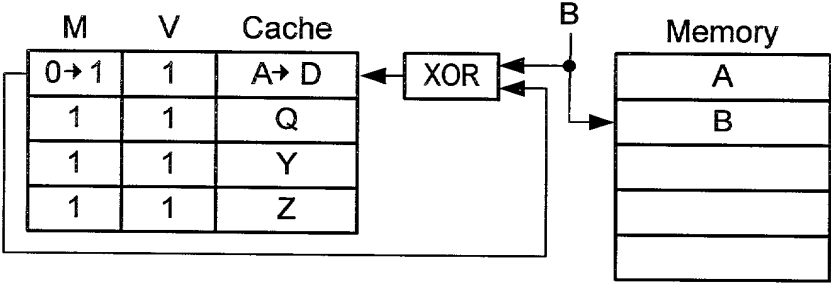 B
M V Cache Memory
0→1 1 A→D XOR A
1 1 Q B
1 1 Y
1 1 Z